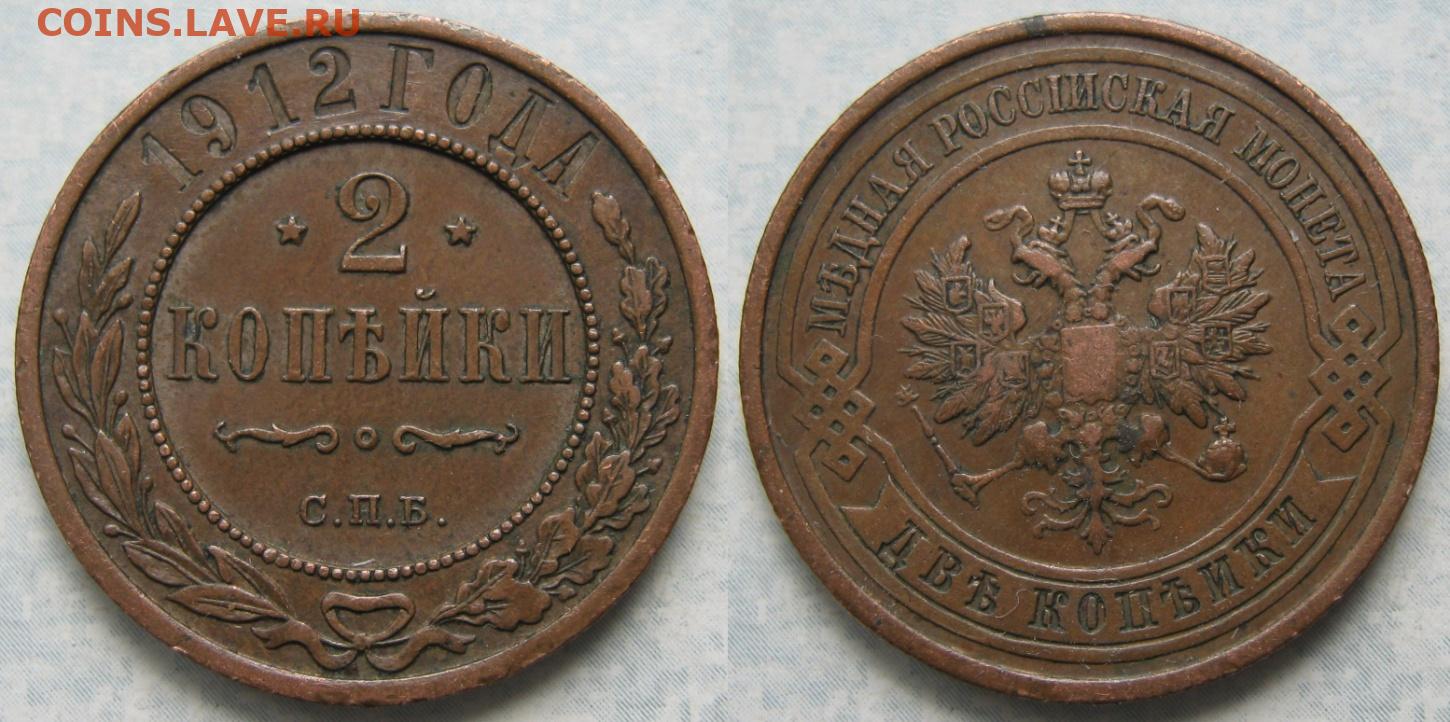 COINS.LAVE.RU
1912 ГОДА
2
КОПѢЙКИ
С.П.Б.
МѢДНАЯ РОССІЙСКАЯ МОНЕТА
ДВѢ КОПѢЙКИ